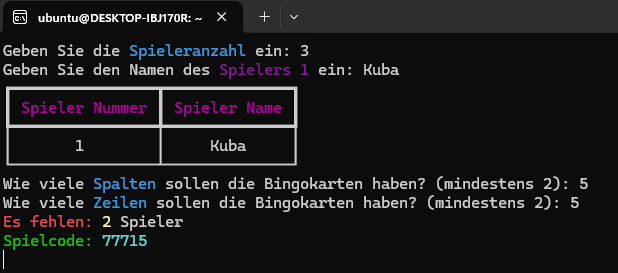 ubuntu@DESKTOP-IBJ170R: ~
Geben Sie die Spieleranzahl ein: 3
Geben Sie den Namen des Spielers 1 ein: Kuba
Spieler Nummer Spieler Name
1 Kuba
Wie viele Spalten sollen die Bingokarten haben? (mindestens 2): 5
Wie viele Zeilen sollen die Bingokarten haben? (mindestens 2): 5
Es fehlen: 2 Spieler
Spielcode: 77715